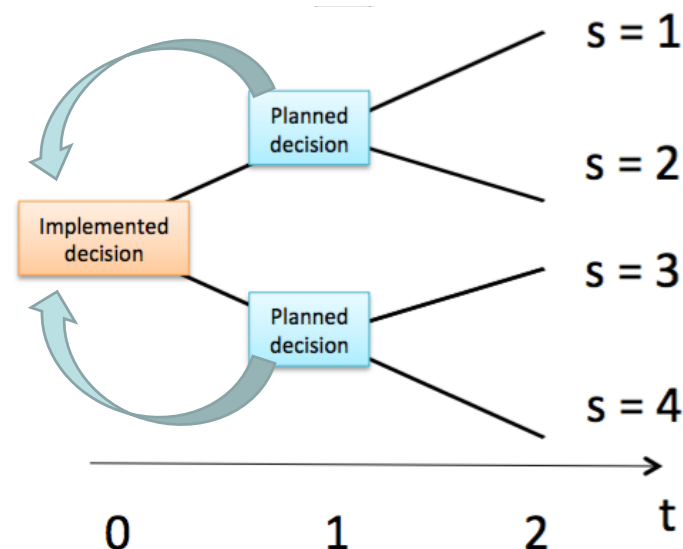 s = 1
Planned
decision
s = 2
Implemented
decision
s = 3
Planned
decision
s = 4
t
0 1 2